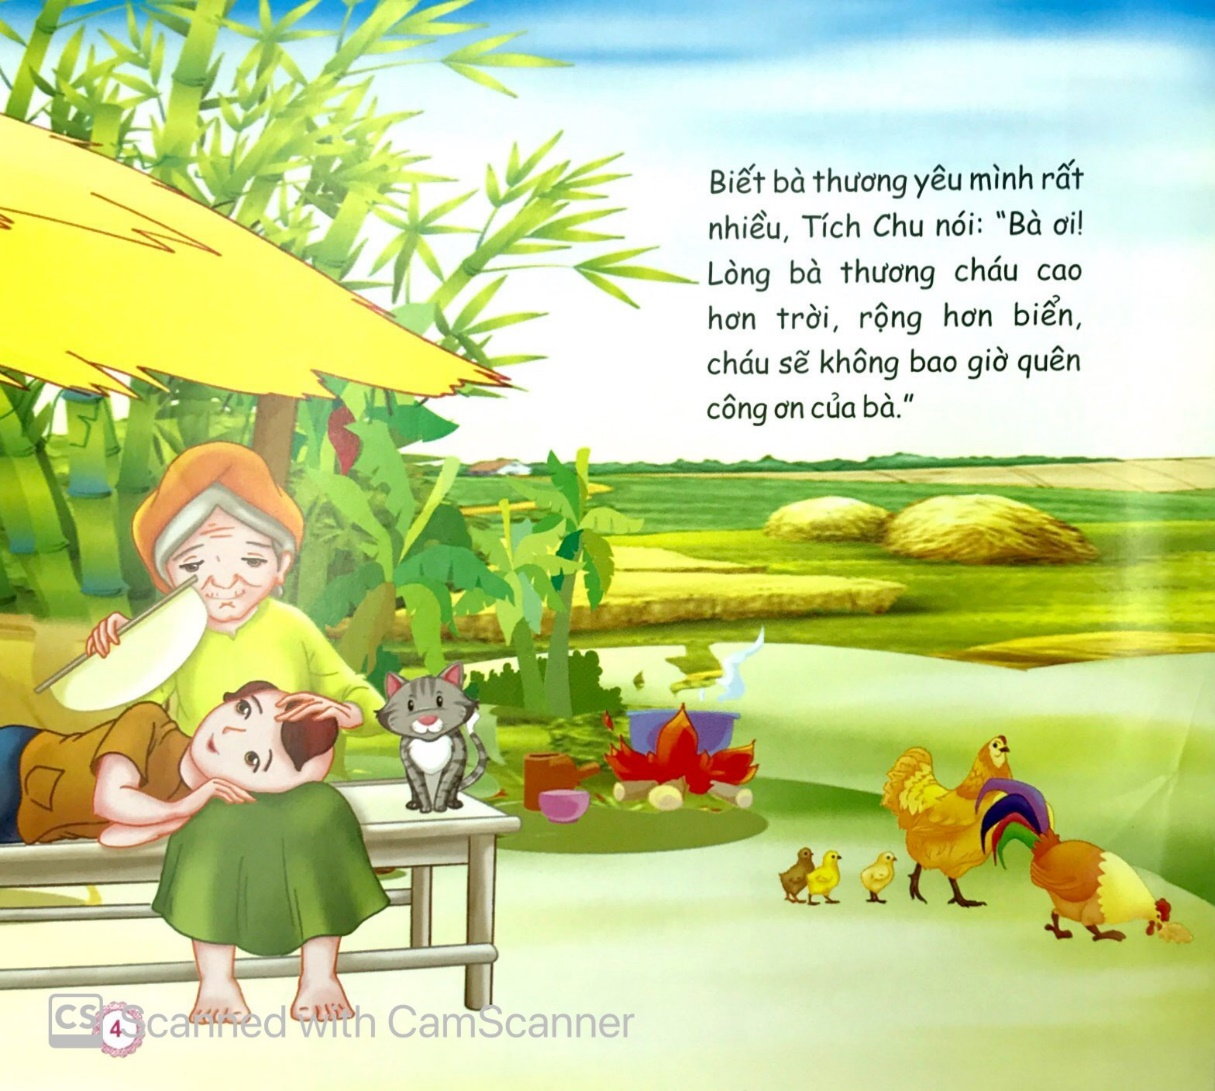 Biết bà thương yêu mình rất
nhiều, Tích Chu nói: "Bà ơi!
Lòng bà thương cháu cao
hơn trời, rộng hơn biển,
cháu sẽ không bao giờ quên
công ơn của bà."
CS 4 Scanned with CamScanner